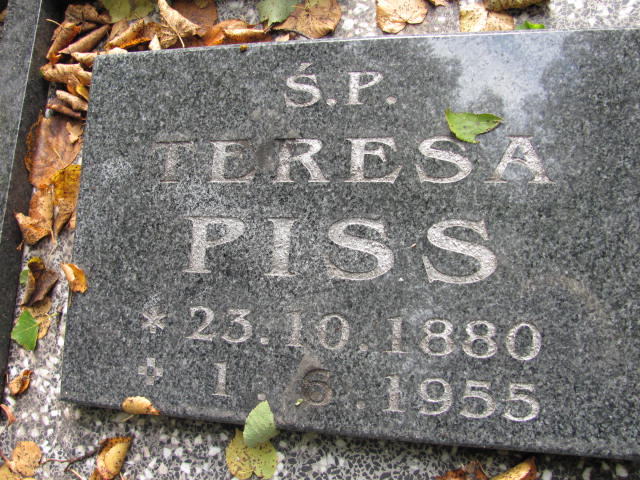 Ś.P.
TERESA
PISS
* 23.10.1880
✢ 1.6.1955